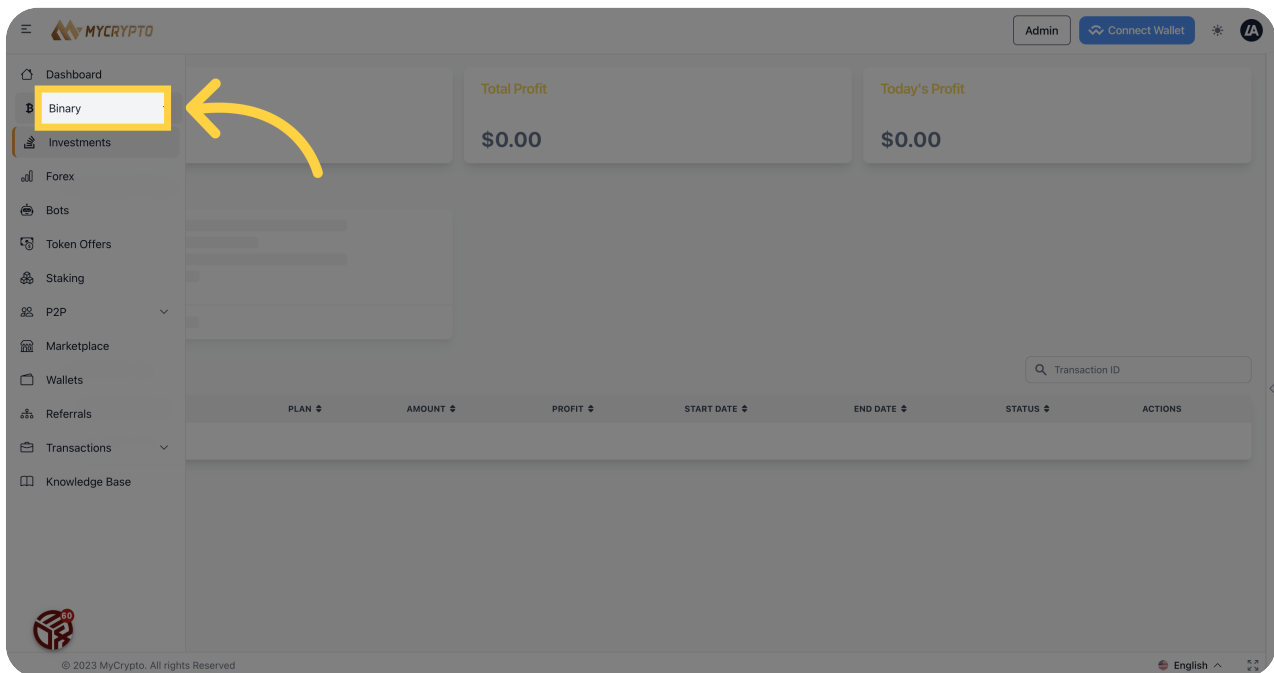 MYCRYPTO
Admin
Connect Wallet
Dashboard
Binary
Investments
Forex
Bots
Token Offers
Staking
P2P
Marketplace
Wallets
Referrals
Transactions
Knowledge Base
Total Profit
$0.00
Today's Profit
$0.00
Transaction ID
PLAN AMOUNT PROFIT START DATE END DATE STATUS ACTIONS
60
© 2023 MyCrypto. All rights Reserved
English